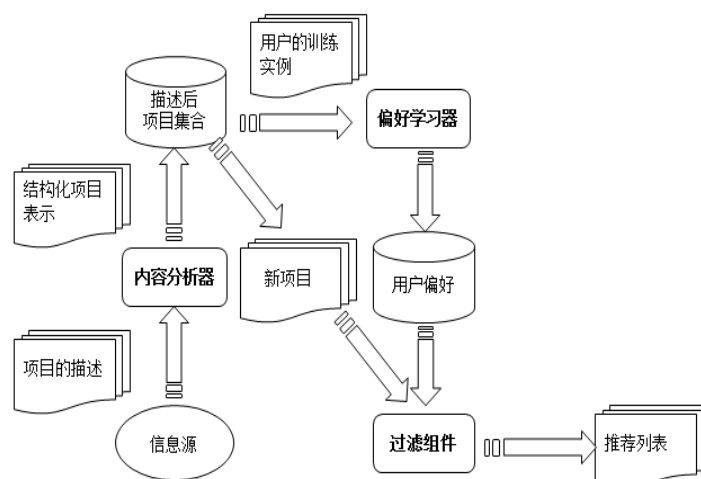 用户的训练
实例
描述后
项目集合
偏好学习器
结构化项目
表示
内容分析器
新项目
用户偏好
项目的描述
信息源
过滤组件
推荐列表